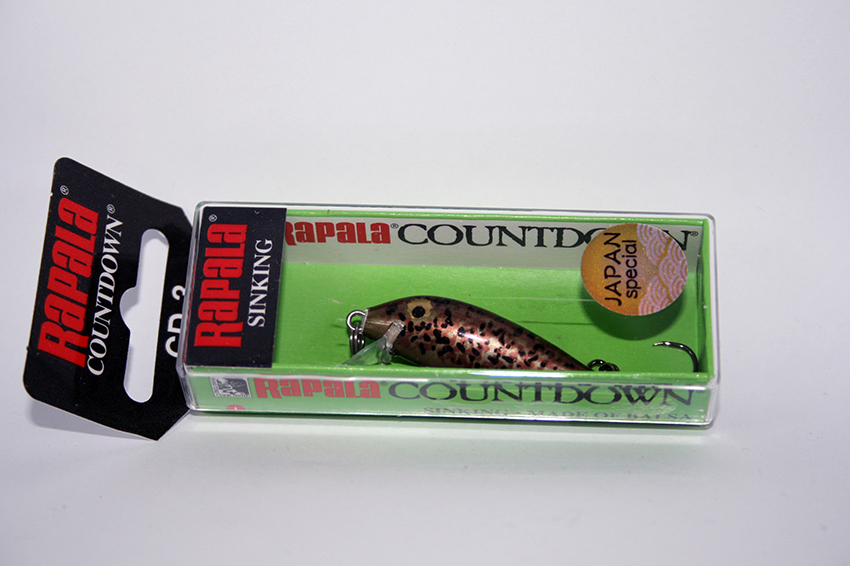 RAPALA®
COUNTDOWN®
CD-3
RAPALA®
SINKING
RAPALA® COUNTDOWN®
JAPAN
special
RAPALA COUNTDOWN
SINKING - MADE OF BALSA